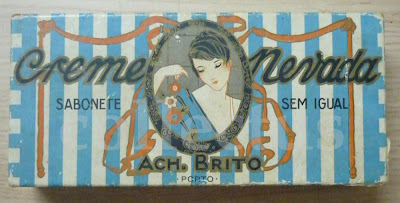 Creme Nevada
SABONETE SEM IGUAL
ACH. BRITO
PORTO